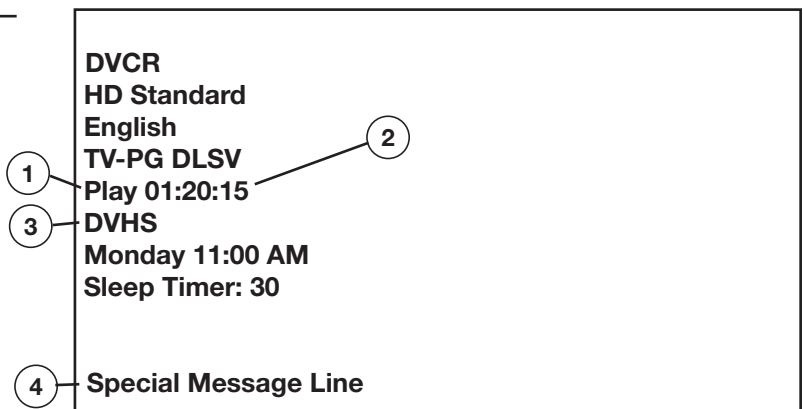 DVCR
HD Standard
English
2
TV-PG DLSV
1
Play 01:20:15
3
DVHS
Monday 11:00 AM
Sleep Timer: 30
4
Special Message Line